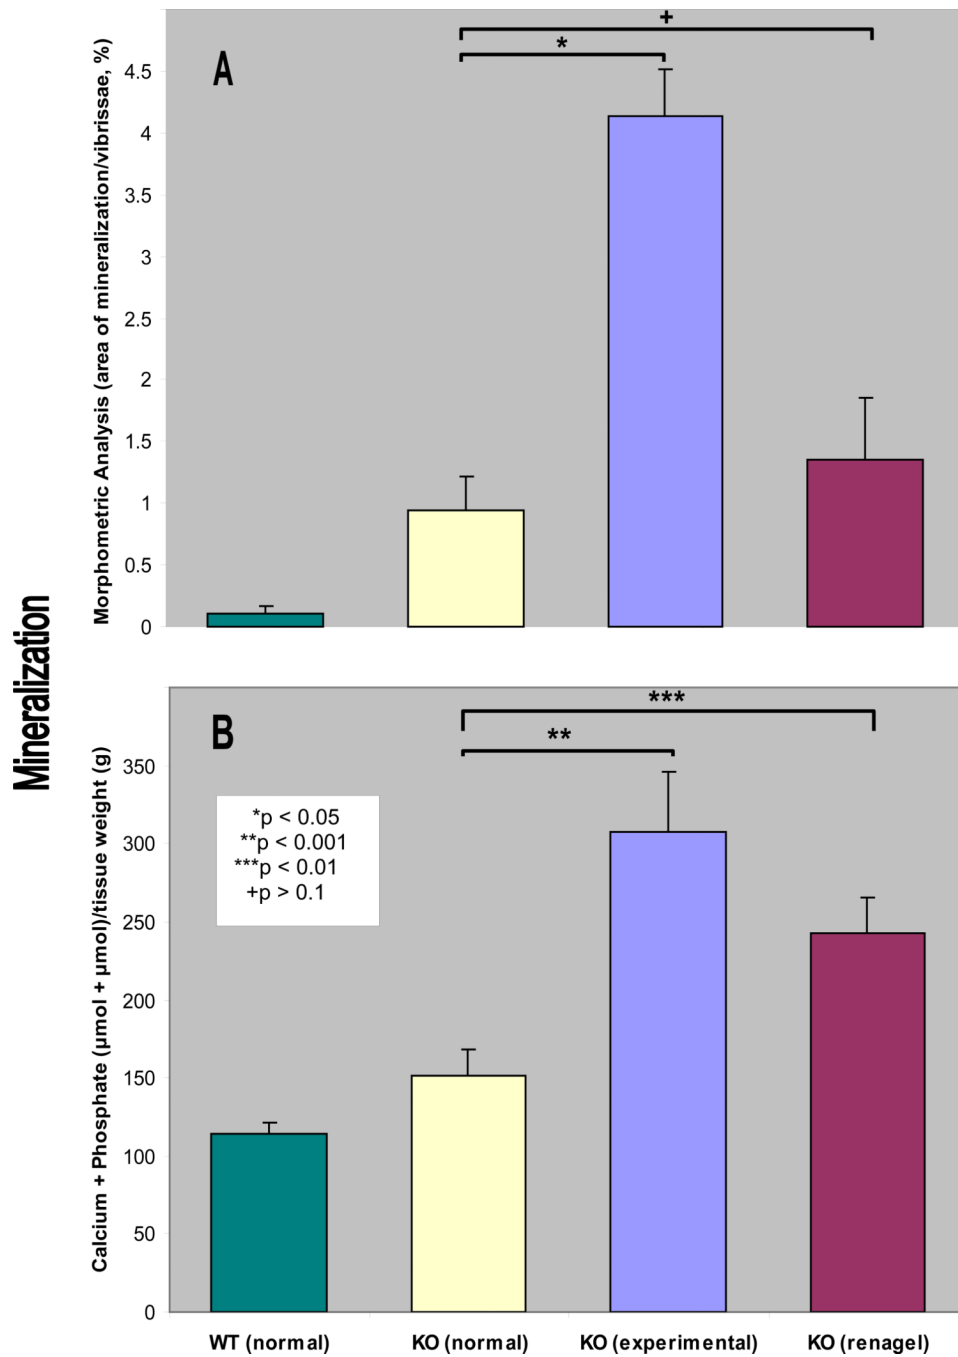 Mineralization
Morphometric Analysis (area of mineralization/vibrissae, %)
A
+
*
4.5
4
3.5
3
2.5
2
1.5
1
0.5
0
Calcium + Phosphate (µmol + µmol)/tissue weight (g)
B
***
**
*p < 0.05
**p < 0.001
***p < 0.01
+p > 0.1
350
300
250
200
150
100
50
0
WT (normal) KO (normal) KO (experimental) KO (renagel)